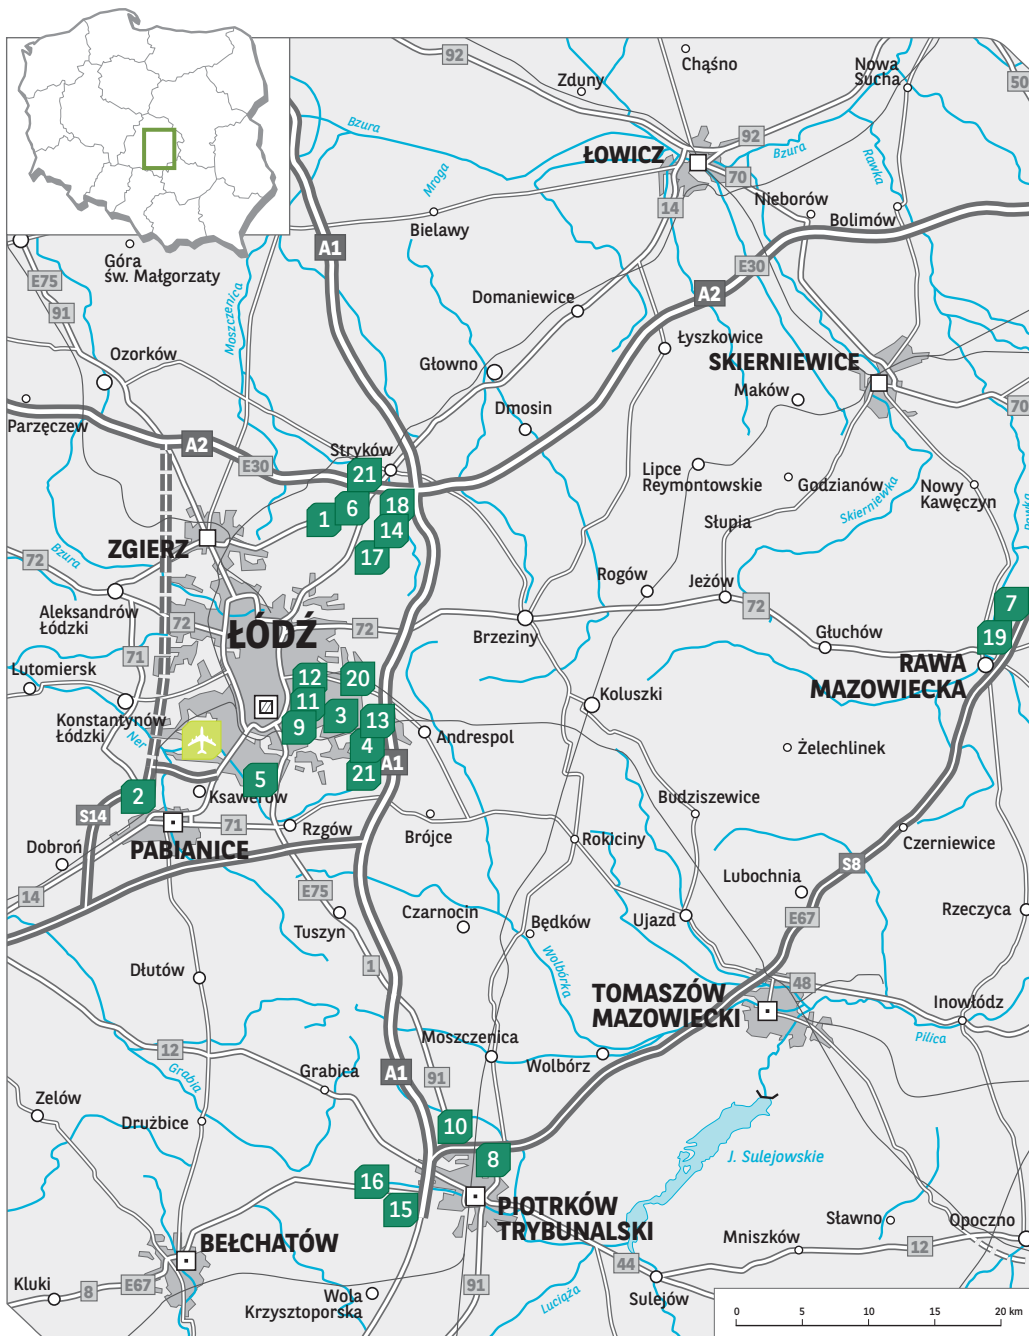 92
Chąśno
Zduny
Nowa
Sucha
50
Bzura
92
Bzura
Rawka
ŁOWICZ
Mroga
70
Nieborów
14
Bolimów
Bielawy
A1
Góra
św. Małgorzaty
E75
E30
Moszczenica
91
Domaniewice
A2
Ozorków
Łyszkowice
Głowno
SKIERNIEWICE
Maków
70
Parzęczew
Dmosin
A2
Stryków
E30
21
Lipce
Reymontowskie
Godzianów
Nowy
Kawęczyn
18
6
1
14
Słupia
Skierniewka
Rawka
ZGIERZ
17
Bzura
72
Rogów
Jeżów
Aleksandrów
Łódzki
72
ŁÓDŹ
72
Brzeziny
72
7
Głuchów
19
71
Lutomiersk
RAWA
MAZOWIECKA
12
20
11
Koluszki
Konstantynów
Łódzki
3
13
9
Andrespol
Ner
4
Żelechlinek
A1
21
5
2
Ksawerów
Budziszewice
S14
71
Rzgów
Brójce
Rokiciny
Czerniewice
PABIANICE
Dobroń
S8
Lubochnia
E75
14
Czarnocin
Będków
Ujazd
E67
Rzeczyca
Tuszyn
Wolbórka
Dłutów
1
TOMASZÓW
MAZOWIECKI
48
Inowłódz
Pilica
Moszczenica
12
Wolbórz
Grabia
Grabica
A1
91
Zelów
Drużbice
10
8
J. Sulejowskie
16
15
PIOTRKÓW
TRYBUNALSKI
Sławno
Opoczno
BEŁCHATÓW
Mniszków
12
44
Kluki
8
E67
91
Wola
Krzysztoporska
Luciąża
Sulejów
0 5 10 15 20 km